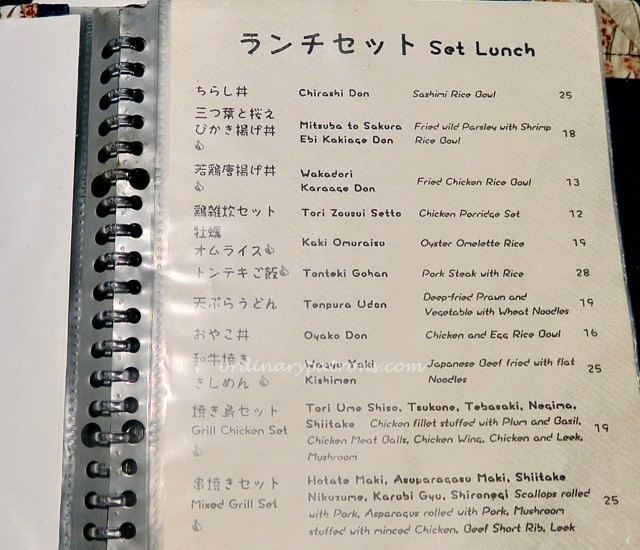 ランチセット Set Lunch
ちらし丼 Chirashi Don Sashimi Rice Bowl 25
三つ葉と桜え
びかき揚げ丼 Mitsuba to Sakura Fried wild Parsley with Shrimp 18
👍 Ebi Kakiage Don Rice Bowl
若鶏唐揚げ丼 Wakadori
👍 Karaage Don Fried Chicken Rice Bowl 13
鶏雑炊セット Tori Zousui Setto Chicken Porridge Set 12
牡蠣
オムライス👍 Kaki Omuraisu Oyster Omelette Rice 19
トンテキご飯👍 Tonteki Gohan Pork Steak with Rice 28
天ぷらうどん Tenpura Udon Deep-fried Prawn and
Vegetable with Wheat Noodles 19
おやこ丼 Oyako Don Chicken and Egg Rice Bowl 16
和牛焼き Wagyu Yaki Japanese Beef fried with flat
きしめん 👍 Kishimen Noodles 25
焼き鳥セット Tori Ume Shiso, Tsukune, Tebasaki, Negima,
Grill Chicken Set Shiitake Chicken fillet stuffed with Plum and Basil, 19
👍 Chicken Meat Balls, Chicken Wing, Chicken and Leek,
Mushroom
串焼きセット Hotate Maki, Asuparagasu Maki, Shiitake
Mixed Grill Set Nikusume, Karubi Gyu, Shironegi Scallops rolled 25
👍 with Pork, Asparagus rolled with Pork, Mushroom
stuffed with minced Chicken, Beef Short Rib, Leek